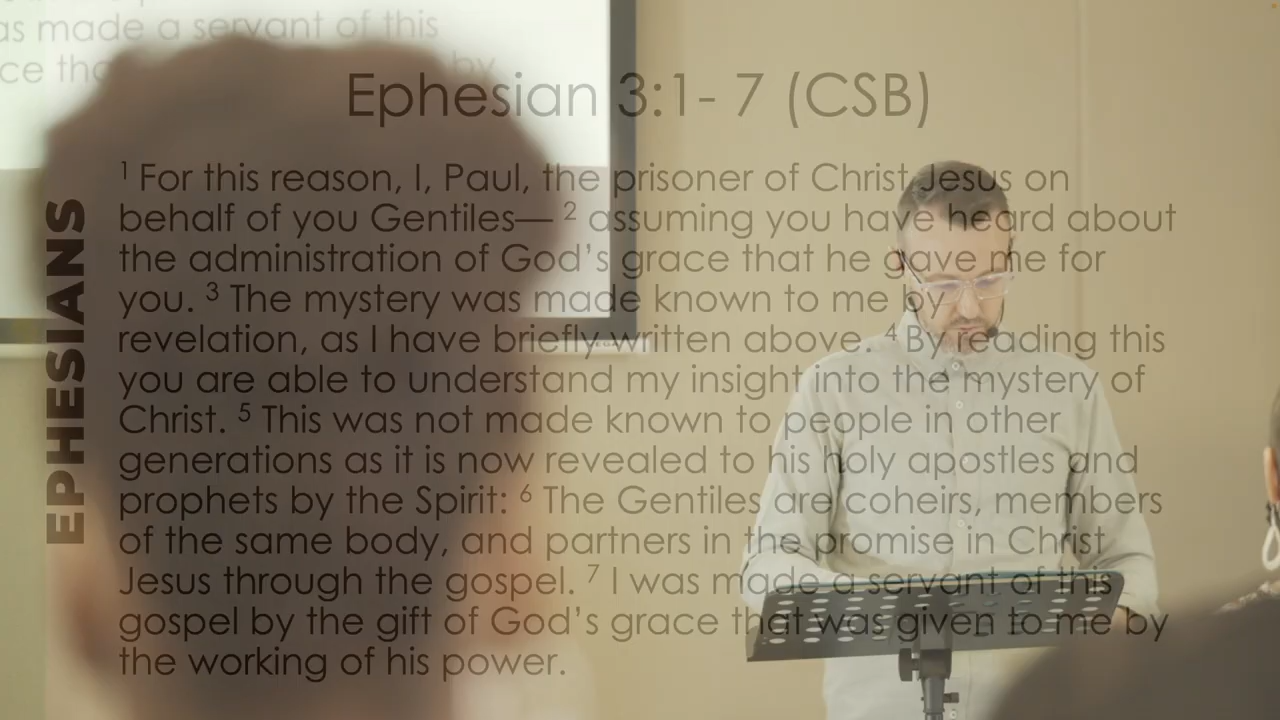 as made a servant of this
ce tha by
Ephesian 3:1- 7 (CSB)
EPHESIANS
1 For this reason, I, Paul, the prisoner of Christ Jesus on
behalf of you Gentiles— 2 assuming you have heard about
the administration of God’s grace that he gave me for
you. 3 The mystery was made known to me by
revelation, as I have briefly written above. 4 By reading this
you are able to understand my insight into the mystery of
Christ. 5 This was not made known to people in other
generations as it is now revealed to his holy apostles and
prophets by the Spirit: 6 The Gentiles are coheirs, members
of the same body, and partners in the promise in Christ
Jesus through the gospel. 7 I was made a servant of this
gospel by the gift of God’s grace that was given to me by
the working of his power.